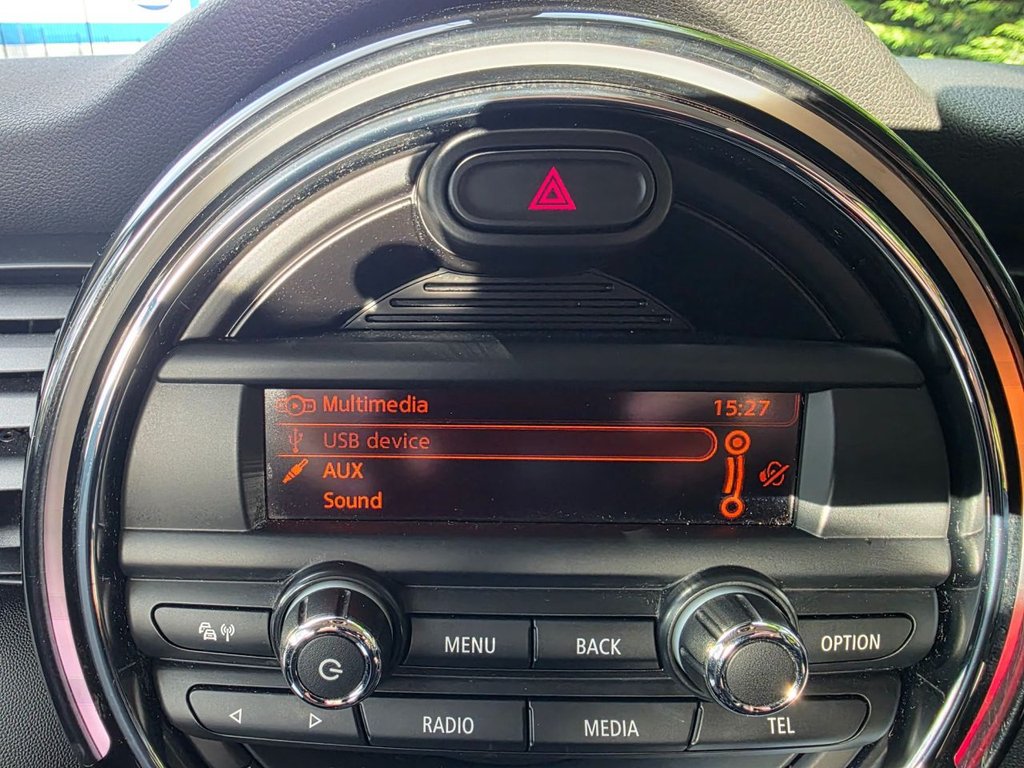 Multimedia 15:27
USB device
AUX
Sound
MENU BACK OPTION
RADIO MEDIA TEL